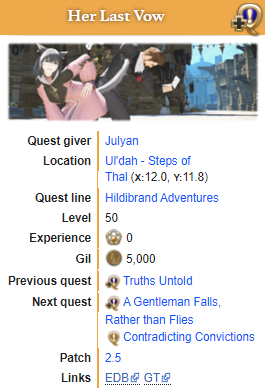 Her Last Vow
Quest giver Julyan
Location Ul'dah - Steps of
Thal (X:12.0, Y:11.8)
Quest line Hildibrand Adventures
Level 50
Experience 0
Gil 5,000
Previous quest Truths Untold
Next quest A Gentleman Falls,
Rather than Flies
Contradicting Convictions
Patch 2.5
Links EDB GT